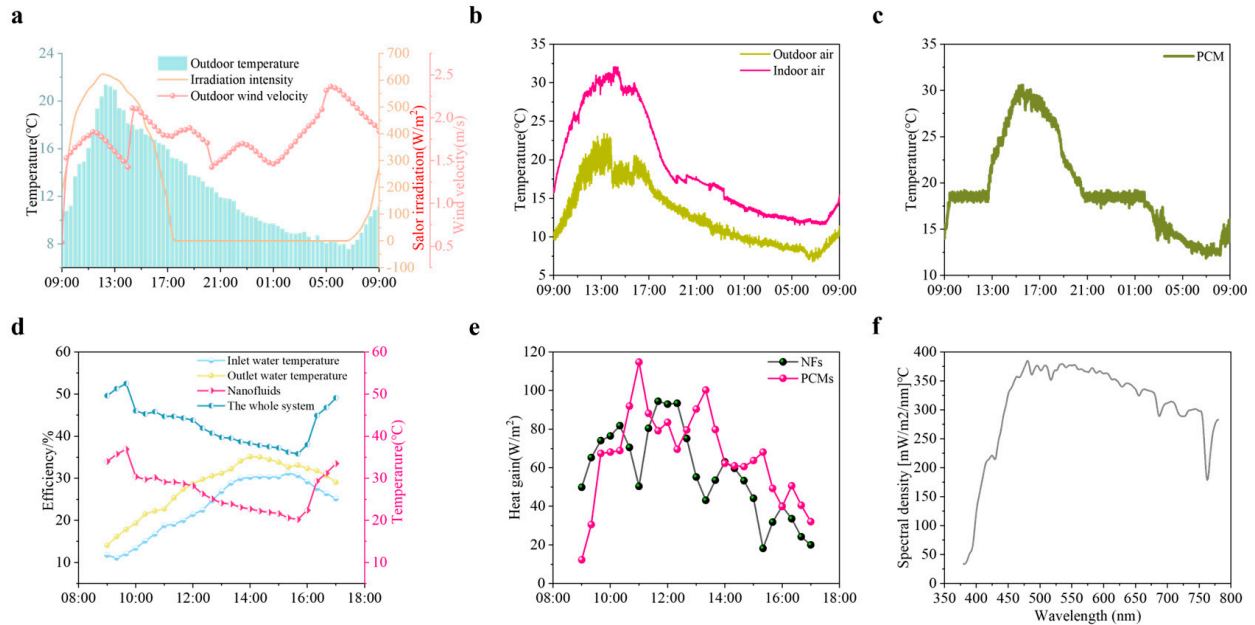 a
24
20
16
12
8
Temperature(°C)
Outdoor temperature
Irradiation intensity
Outdoor wind velocity
700
600
500
400
300
200
100
0
-100
Salor irradiation(W/m²)
2.5
2.0
1.5
1.0
0.5
Wind velocity(m/s)
09:00 13:00 17:00 21:00 01:00 05:00 09:00
b
35
30
25
20
15
10
5
Temperature(°C)
Outdoor air
Indoor air
09:00 13:00 17:00 21:00 01:00 05:00 09:00
c
35
30
25
20
15
10
Temperature(°C)
PCM
09:00 13:00 17:00 21:00 01:00 05:00 09:00
d
60
50
40
30
20
10
Efficiency/%
Inlet water temperature
Outlet water temperature
Nanofluids
The whole system
60
50
40
30
20
10
Temperarure(°C)
08:00 10:00 12:00 14:00 16:00 18:00
e
120
100
80
60
40
20
0
Heat gain(W/m²)
NFs
PCMs
08:00 10:00 12:00 14:00 16:00 18:00
f
400
350
300
250
200
150
100
50
0
Spectral density [mW/m2/nm]°C
350 400 450 500 550 600 650 700 750 800
Wavelength (nm)